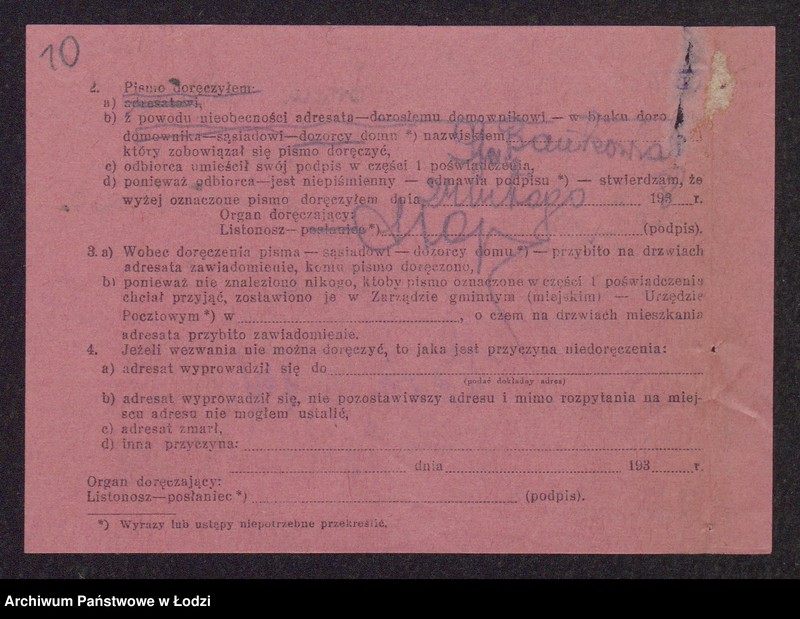 10
2. Pismo doręczyłem:
a) adresatowi,
b) z powodu nieobecności adresata—dorosłemu domownikowi — w braku doro
domownika—sąsiadowi—dozorcy domu *) nazwiskiem
który zobowiązał się pismo doręczyć,
c) odbiorca umieścił swój podpis w części 1 poświadczenia,
d) ponieważ odbiorca—jest niepiśmienny — odmawia podpisu *) — stwierdzam, że
wyżej oznaczone pismo doręczyłem dnia 2 lutego 193 r.
Organ doręczający:
Listonosz—posłaniec *) (podpis).
3. a) Wobec doręczenia pisma — sąsiadowi — dozorcy domu *) — przybito na drzwiach
adresata zawiadomienie, komu pismo doręczono,
b) ponieważ nie znaleziono nikogo, ktoby pismo oznaczone w części 1 poświadczenia
chciał przyjąć, zostawiono je w Zarządzie gminnym (miejskim) — Urzędzie
Pocztowym *) w , o czem na drzwiach mieszkania
adresata przybito zawiadomienie.
4. Jeżeli wezwania nie można doręczyć, to jaka jest przyczyna niedoręczenia:
a) adresat wyprowadził się do
(podać dokładny adres)
b) adresat wyprowadził się, nie pozostawiwszy adresu i mimo rozpytania na miej-
scu adresu nie mogłem ustalić,
c) adresat zmarł,
d) inna przyczyna:
dnia 193 r.
Organ doręczający:
Listonosz—posłaniec *) (podpis).
*) Wyrazy lub ustępy niepotrzebne przekreślić.
Archiwum Państwowe w Łodzi